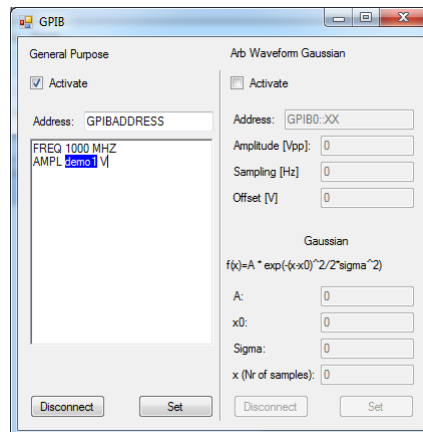 GPIB
General Purpose
Activate
Address: GPIBADDRESS
FREQ 1000 MHZ
AMPL demo1 V
Disconnect Set
Arb Waveform Gaussian
Activate
Address: GPIB0::XX
Amplitude [Vpp]: 0
Sampling [Hz] 0
Offset [V] 0
Gaussian
f(x)=A * exp(-(x-x0)^2/2*sigma^2)
A: 0
x0: 0
Sigma: 0
x (Nr of samples): 0
Disconnect Set